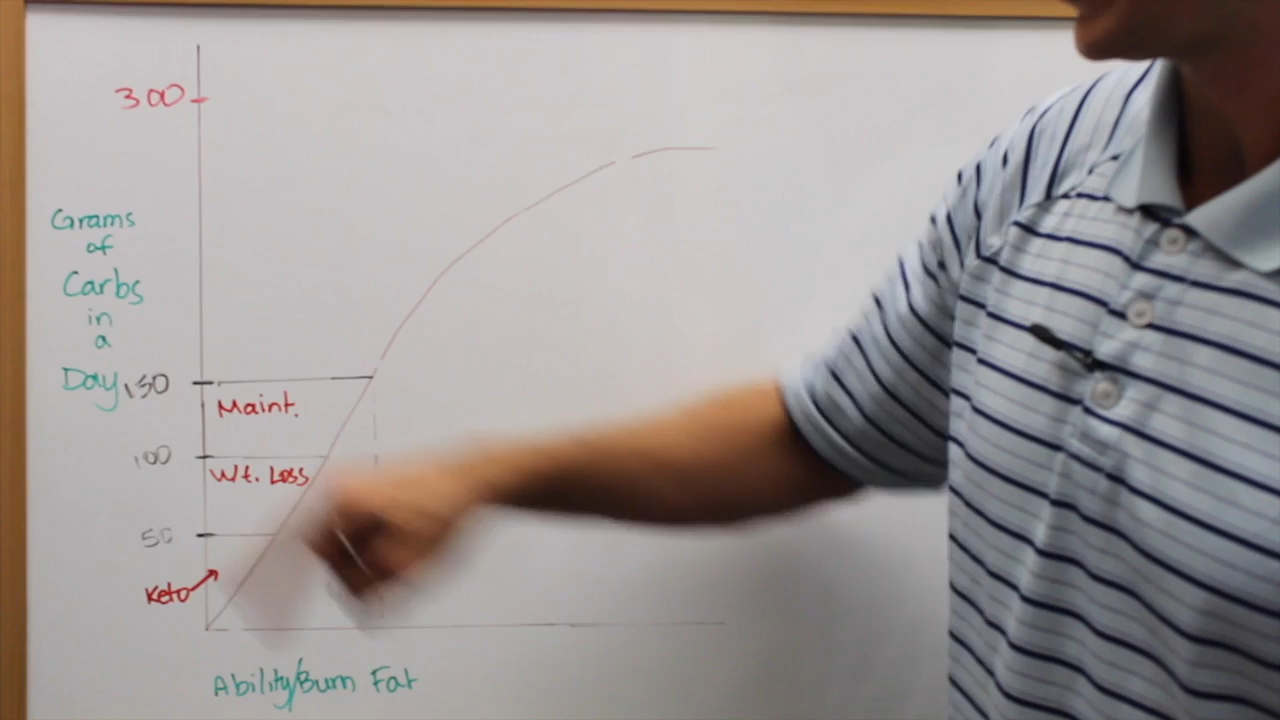 300
Grams
of
Carbs
in
a
Day
150
Maint.
100
Wt. Loss
50
Keto
Ability/Burn Fat